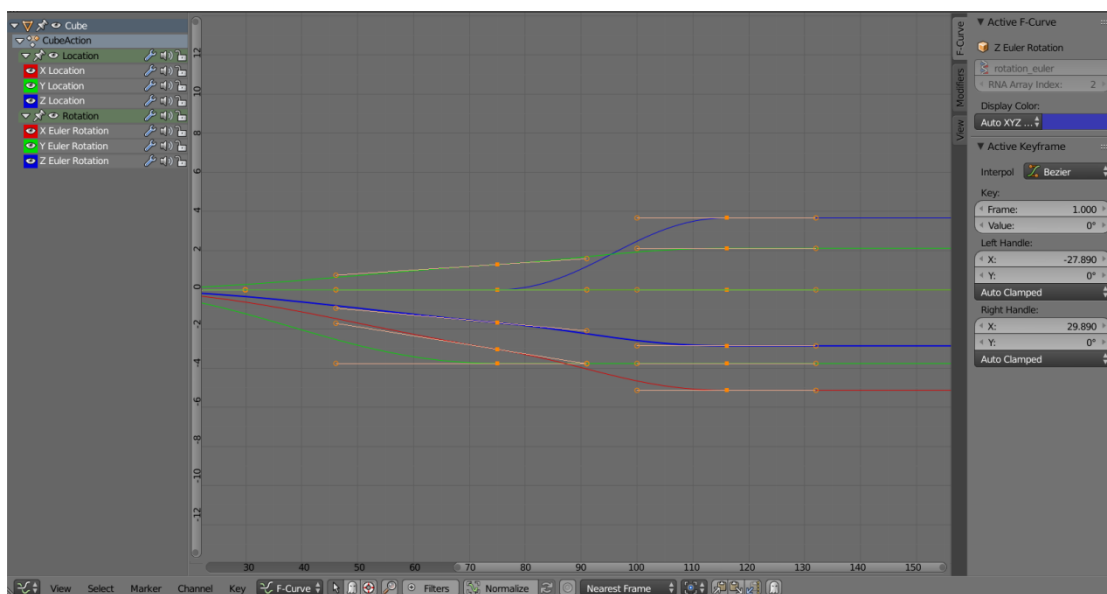 Cube
CubeAction
Location
X Location
Y Location
Z Location
Rotation
X Euler Rotation
Y Euler Rotation
Z Euler Rotation
12
10
8
6
4
2
0
-2
-4
-6
-8
-10
-12
30 40 50 60 70 80 90 100 110 120 130 140 150
F-Curve
Modifiers
View
Active F-Curve
Z Euler Rotation
rotation_euler
RNA Array Index: 2
Display Color:
Auto XYZ ...
Active Keyframe
Interpol Bezier
Key:
Frame: 1.000
Value: 0°
Left Handle:
X: -27.890
Y: 0°
Auto Clamped
Right Handle:
X: 29.890
Y: 0°
Auto Clamped
View Select Marker Channel Key F-Curve Filters Normalize Nearest Frame